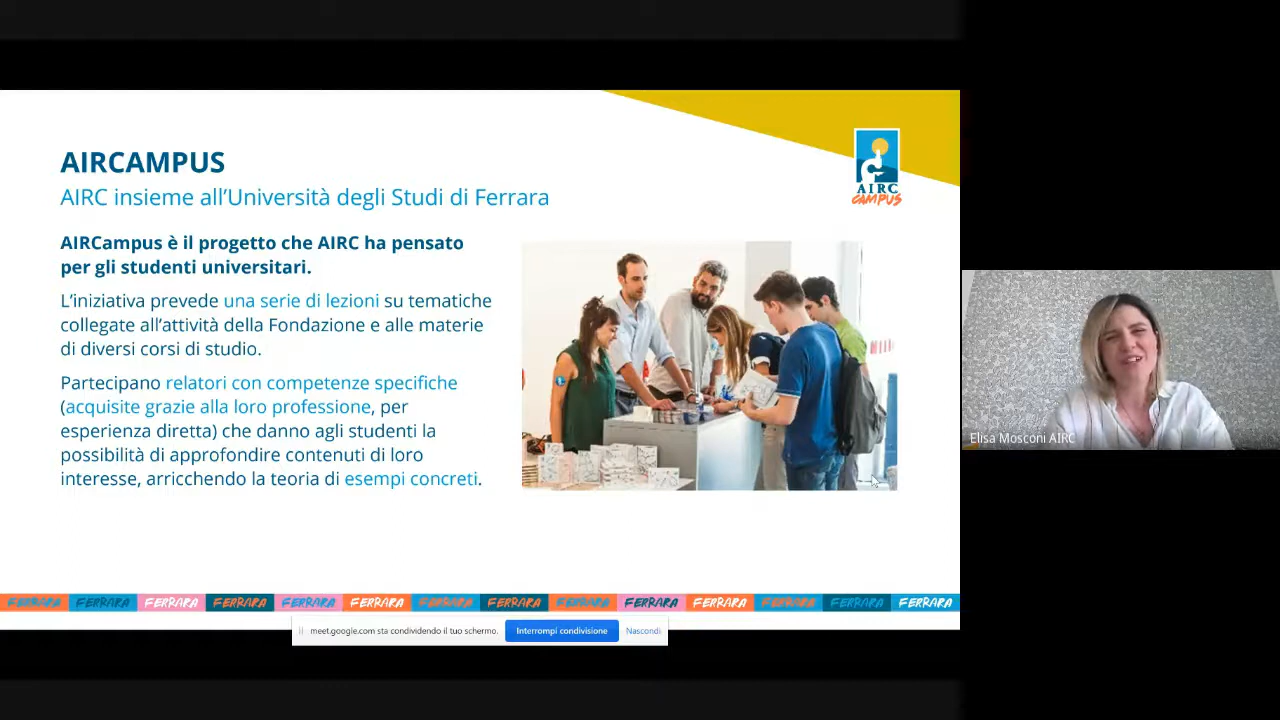 AIRCAMPUS
AIRC insieme all'Università degli Studi di Ferrara
AIRCampus è il progetto che AIRC ha pensato
per gli studenti universitari.
L'iniziativa prevede una serie di lezioni su tematiche
collegate all'attività della Fondazione e alle materie
di diversi corsi di studio.
Partecipano relatori con competenze specifiche
(acquisite grazie alla loro professione, per
esperienza diretta) che danno agli studenti la
possibilità di approfondire contenuti di loro
interesse, arricchendo la teoria di esempi concreti.
AIRC
CAMPUS
Elisa Mosconi AIRC
FERRARA FERRARA FERRARA FERRARA FERRARA FERRARA FERRARA FERRARA FERRARA FERRARA FERRARA FERRARA FERRARA FERRARA
meet.google.com sta condividendo il tuo schermo. Interrompi condivisione Nascondi